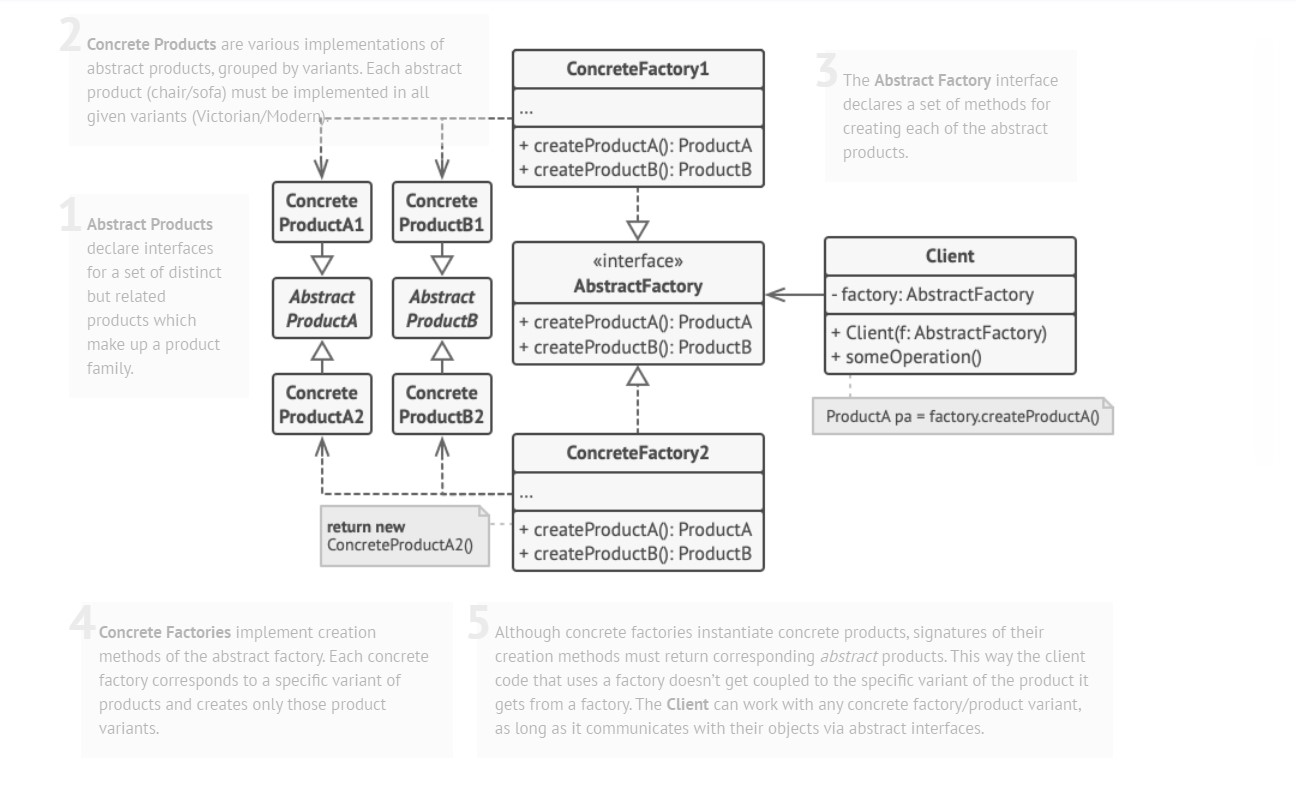 2
Concrete Products are various implementations of
abstract products, grouped by variants. Each abstract
product (chair/sofa) must be implemented in all
given variants (Victorian/Modern).
ConcreteFactory1
...
+ createProductA(): ProductA
+ createProductB(): ProductB
3
The Abstract Factory interface
declares a set of methods for
creating each of the abstract
products.
1
Abstract Products
declare interfaces
for a set of distinct
but related
products which
make up a product
family.
Concrete
ProductA1
Concrete
ProductB1
Abstract
ProductA
Abstract
ProductB
Concrete
ProductA2
Concrete
ProductB2
«interface»
AbstractFactory
+ createProductA(): ProductA
+ createProductB(): ProductB
Client
- factory: AbstractFactory
+ Client(f: AbstractFactory)
+ someOperation()
ProductA pa = factory.createProductA()
ConcreteFactory2
...
+ createProductA(): ProductA
+ createProductB(): ProductB
return new
ConcreteProductA2()
4
Concrete Factories implement creation
methods of the abstract factory. Each concrete
factory corresponds to a specific variant of
products and creates only those product
variants.
5
Although concrete factories instantiate concrete products, signatures of their
creation methods must return corresponding abstract products. This way the client
code that uses a factory doesn't get coupled to the specific variant of the product it
gets from a factory. The Client can work with any concrete factory/product variant,
as long as it communicates with their objects via abstract interfaces.